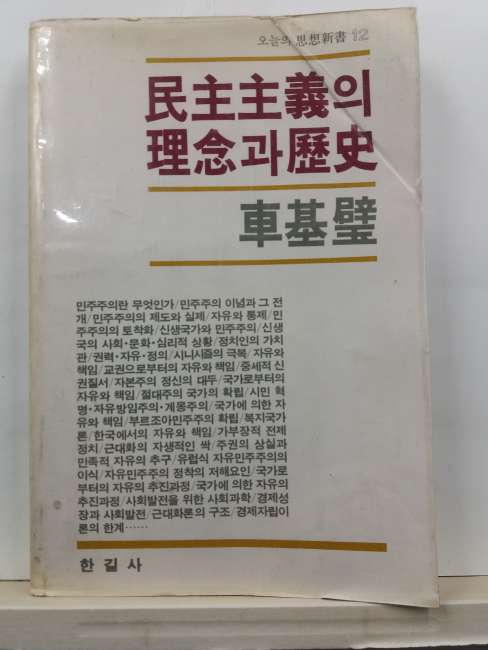 오늘의 思想新書 12
民主主義의
理念과 歷史
車基璧
민주주의란 무엇인가/민주주의 이념과 그 전
개/민주주의의 제도와 실제/자유와 통제/민
주주의의 토착화/신생국가와 민주주의/신생
국의 사회·문화·심리적 상황/정치인의 가치
관/권력·자유·정의/시니시즘의 극복/자유와
책임/교권으로부터의 자유와 책임/중세적 신
권질서/자본주의 정신의 대두/국가로부터의
자유와 책임/절대주의 국가의 확립/시민 혁
명·자유방임주의·계몽주의/국가에 의한 자
유와 책임/부르조아민주주의 확립/복지국가
론/한국에서의 자유와 책임/가부장적 전제
정치/근대화의 자생적인 싹/주권의 상실과
민족적 자유의 추구/유럽식 자유민주주의의
이식/자유민주주의 정착의 저해요인/국가로
부터의 자유의 추진과정/국가에 의한 자유의
추진과정/사회발전을 위한 사회과학/경제성
장과 사회발전/근대화론의 구조/경제자립이
론의 한계……
한길사